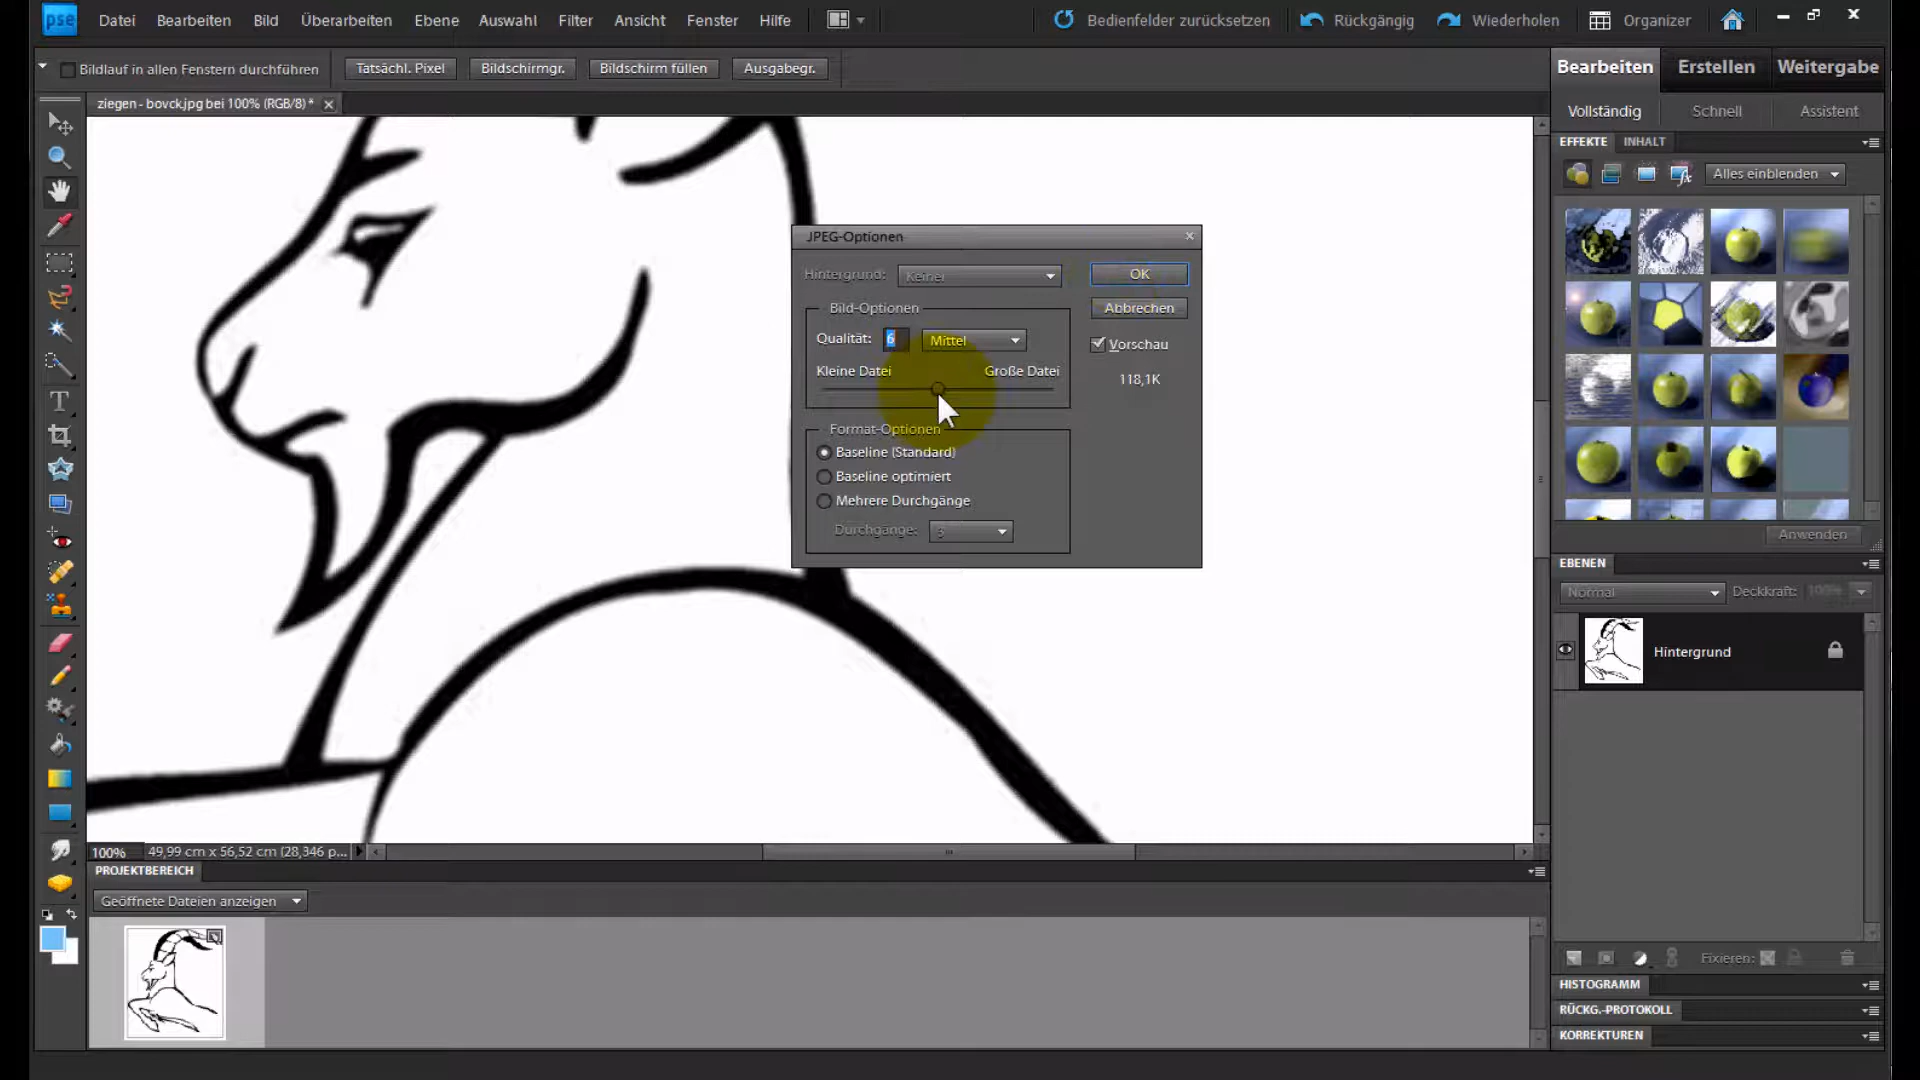 pse Datei Bearbeiten Bild Überarbeiten Ebene Auswahl Filter Ansicht Fenster Hilfe Bedienfelder zurücksetzen Rückgängig Wiederholen Organizer
Bildlauf in allen Fenstern durchführen Tatsächl. Pixel Bildschirmgr. Bildschirm füllen Ausgabegr.
Bearbeiten Erstellen Weitergabe
ziegen - bovck.jpg bei 100% (RGB/8) *
Vollständig Schnell Assistent
EFFEKTE INHALT
Alles einblenden
JPEG-Optionen
Hintergrund: Keiner OK
Bild-Optionen Abbrechen
Qualität: 6 Mittel Vorschau
Kleine Datei Große Datei 118,1K
Format-Optionen
Baseline (Standard)
Baseline optimiert
Mehrere Durchgänge
Durchgänge: 3
Anwenden
EBENEN
Normal Deckkraft: 100%
Hintergrund
100% 49,99 cm x 56,52 cm (28,346 p...
PROJEKTBEREICH
Geöffnete Dateien anzeigen
Fixieren:
HISTOGRAMM
RÜCKG.-PROTOKOLL
KORREKTUREN